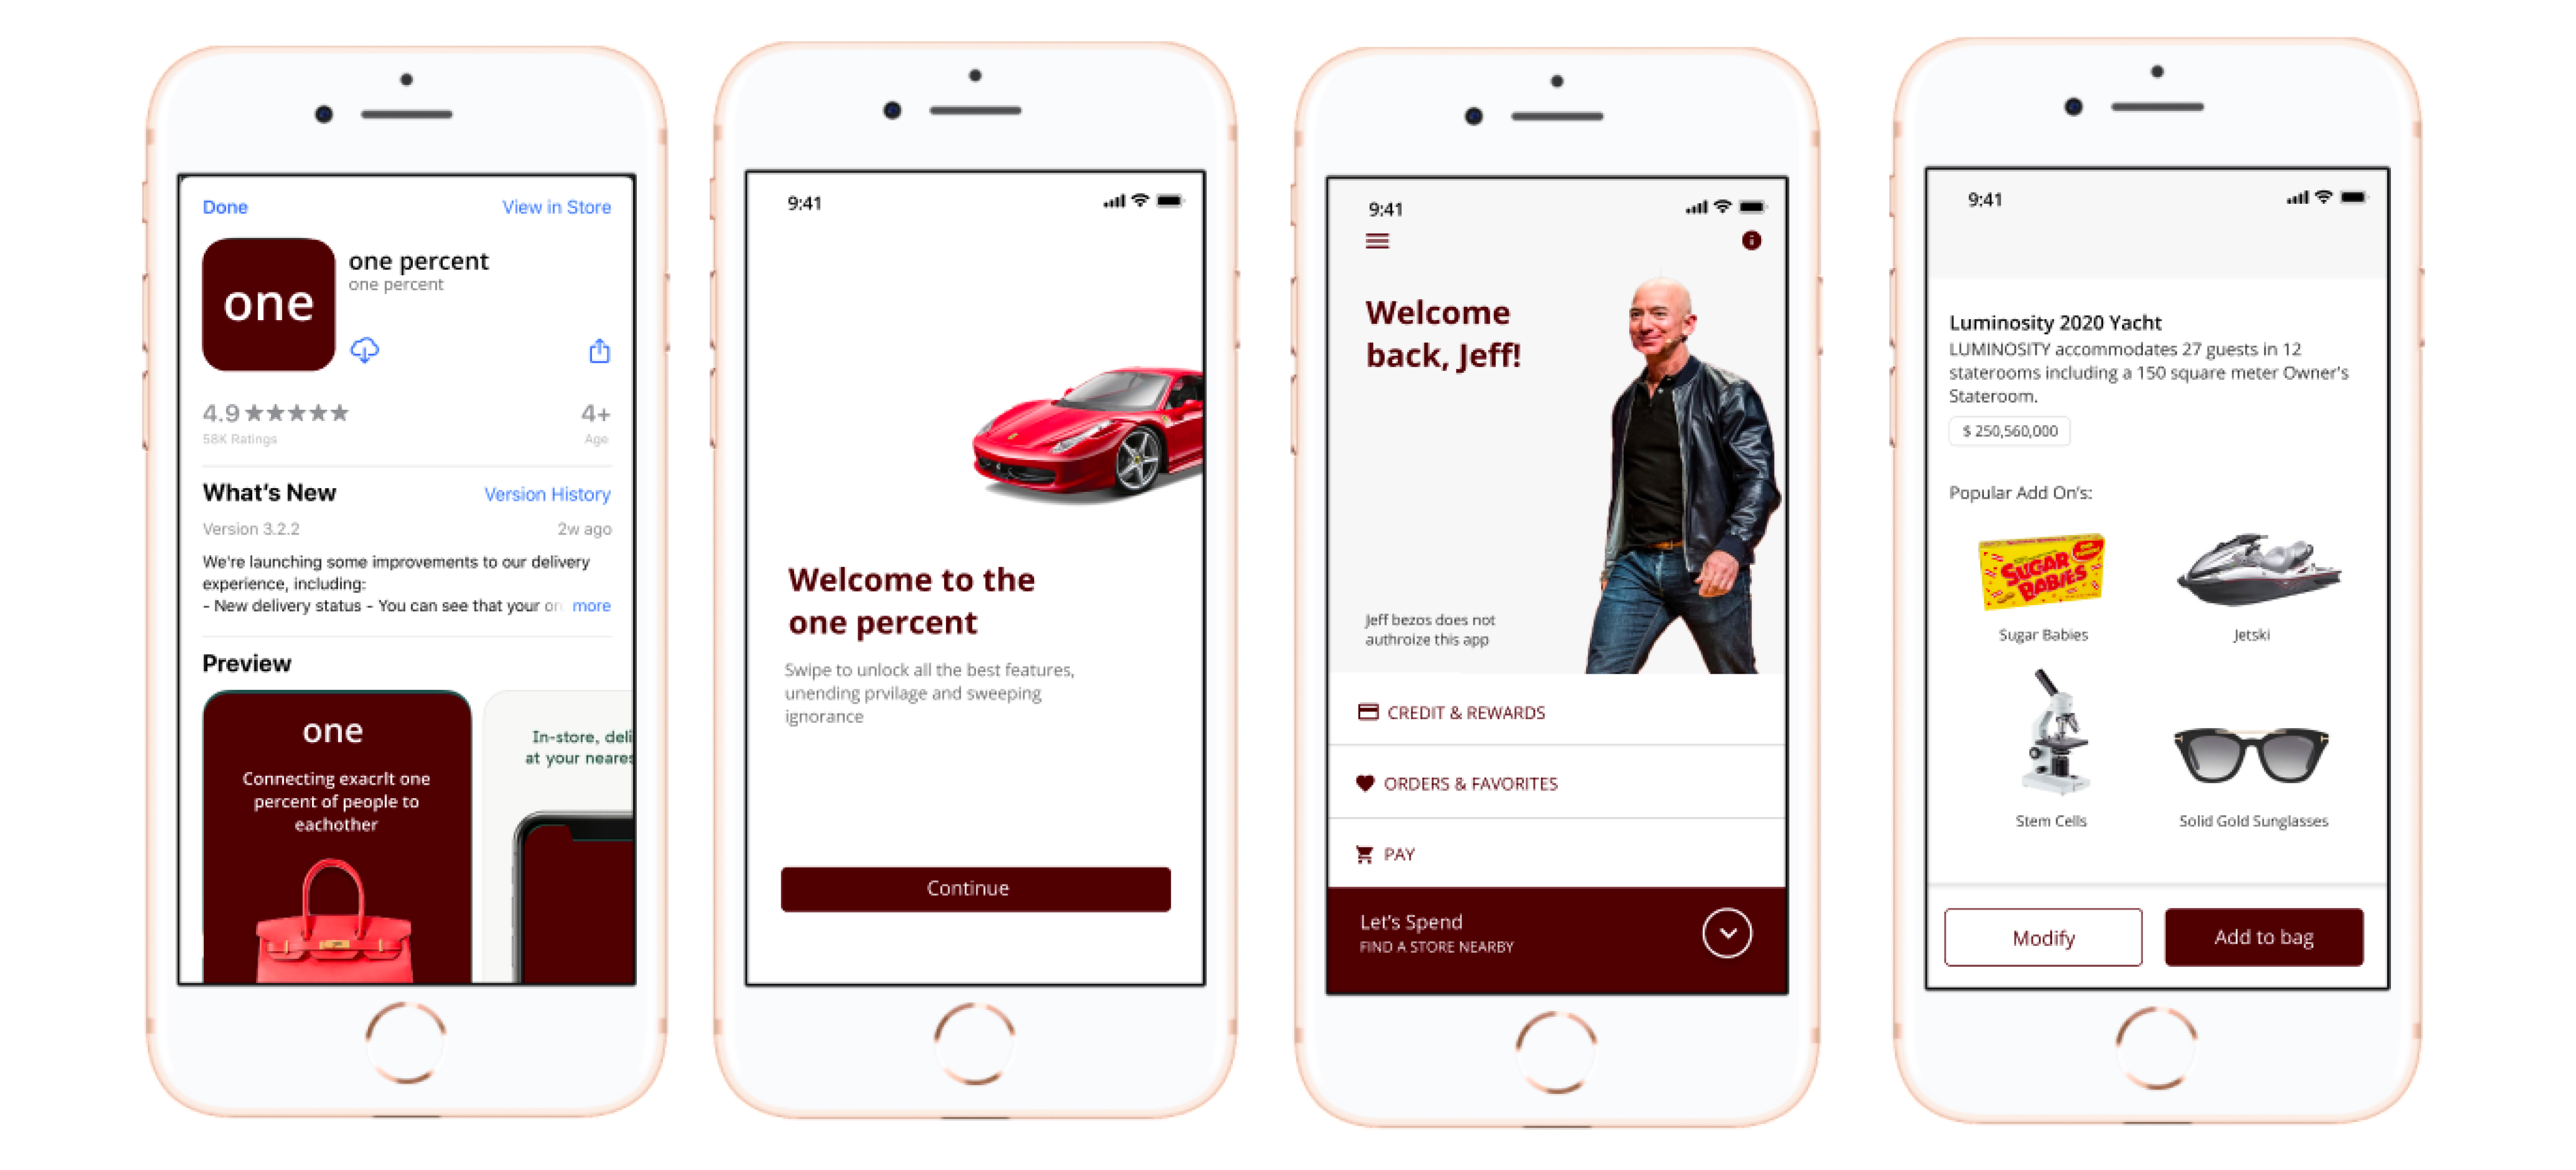 Done
View in Store
one
one percent
one percent
4.9
58K Ratings
4+
Age
What's New
Version History
Version 3.2.2
2w ago
We're launching some improvements to our delivery
experience, including:
- New delivery status - You can see that your or more
Preview
one
Connecting exacrlt one
percent of people to
eachother
In-store, deli
at your neares
9:41
Welcome to the
one percent
Swipe to unlock all the best features,
unending prvilage and sweeping
ignorance
Continue
9:41
Welcome
back, Jeff!
Jeff bezos does not
authroize this app
CREDIT & REWARDS
ORDERS & FAVORITES
PAY
Let's Spend
FIND A STORE NEARBY
9:41
Luminosity 2020 Yacht
LUMINOSITY accommodates 27 guests in 12
staterooms including a 150 square meter Owner's
Stateroom.
$ 250,560,000
Popular Add On's:
SUGAR
BABIES
Sugar Babies
Jetski
Stem Cells
Solid Gold Sunglasses
Modify
Add to bag